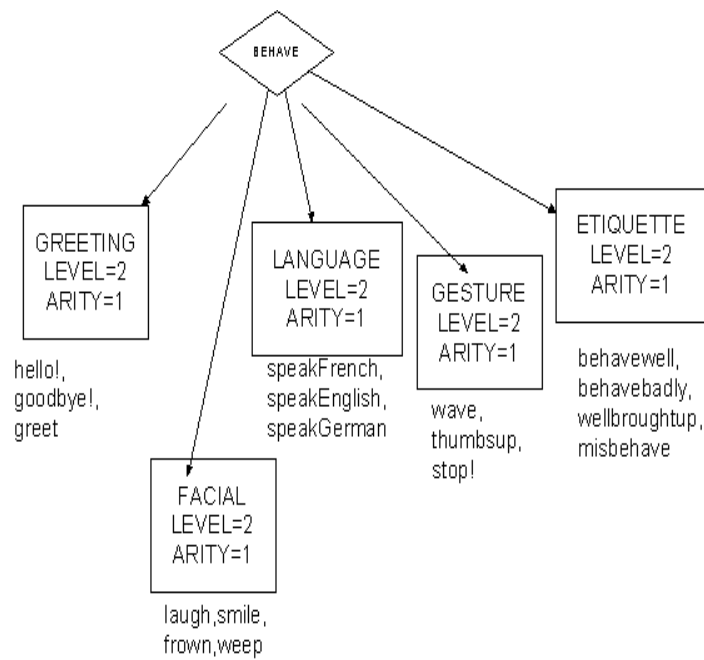 BEHAVE
GREETING
LEVEL=2
ARITY=1
hello!,
goodbye!,
greet
FACIAL
LEVEL=2
ARITY=1
laugh,smile,
frown,weep
LANGUAGE
LEVEL=2
ARITY=1
speakFrench,
speakEnglish,
speakGerman
GESTURE
LEVEL=2
ARITY=1
wave,
thumbsup,
stop!
ETIQUETTE
LEVEL=2
ARITY=1
behavewell,
behavebadly,
wellbroughtup,
misbehave